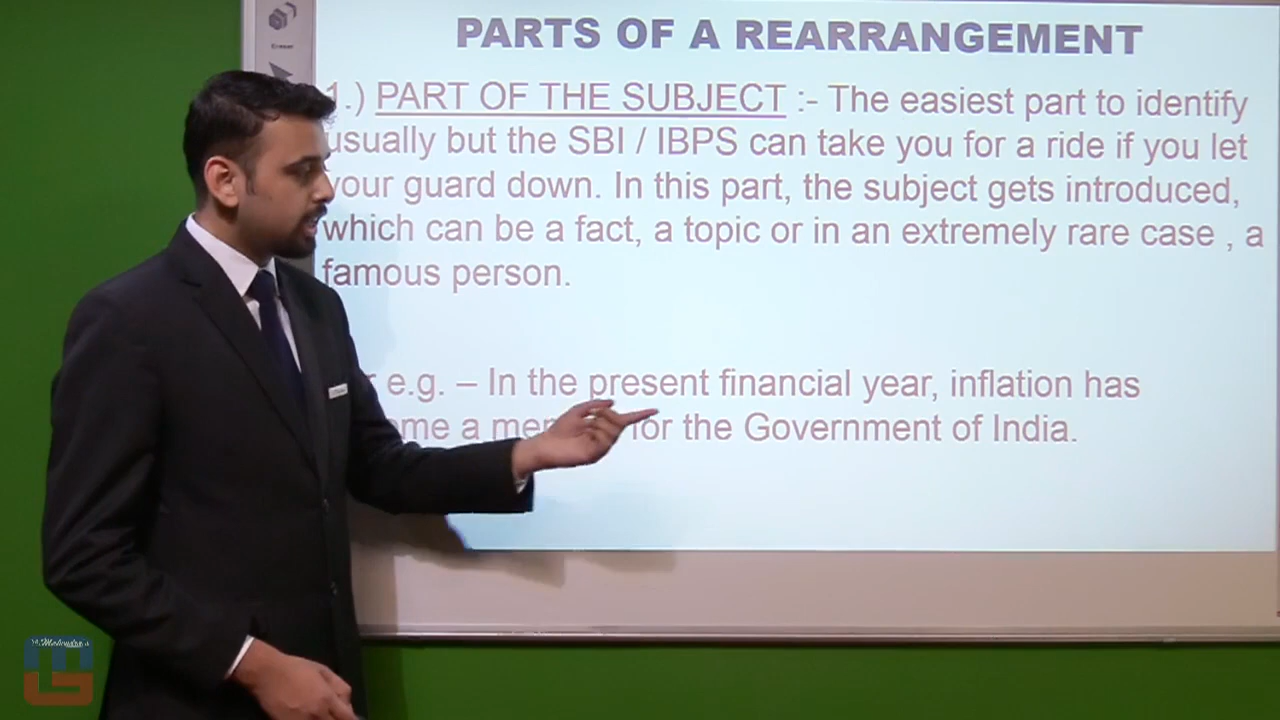 Eraser
PARTS OF A REARRANGEMENT
1.) PART OF THE SUBJECT :- The easiest part to identify
usually but the SBI / IBPS can take you for a ride if you let
your guard down. In this part, the subject gets introduced,
which can be a fact, a topic or in an extremely rare case , a
famous person.
e.g. – In the present financial year, inflation has
a for the Government of India.